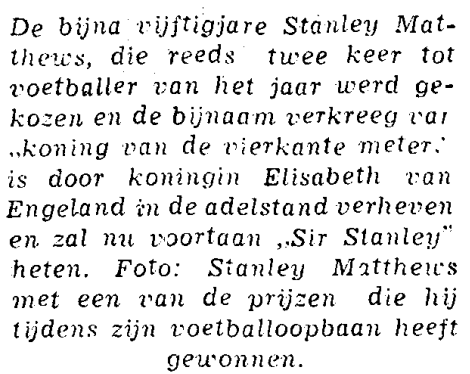 De bijna vijftigjare Stanley Mat-
thews, die reeds twee keer tot
voetballer van het jaar werd ge-
kozen en de bijnaam verkreeg var
„koning van de vierkante meter."
is door koningin Elisabeth van
Engeland in de adelstand verheven
en zal nu voortaan „Sir Stanley"
heten. Foto: Stanley Matthews
met een van de prijzen die hij
tijdens zijn voetballoopbaan heeft
gewonnen.